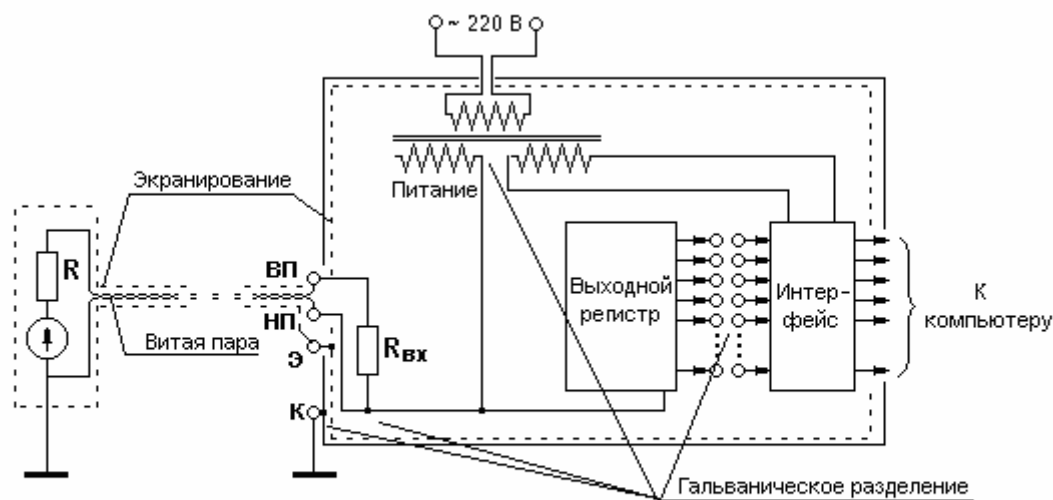 ~ 220 В
Экранирование
Питание
R
ВП
НП
Э
К
Витая пара
Rвх
Выходной
регистр
Интер-
фейс
К
компьютеру
Гальваническое разделение